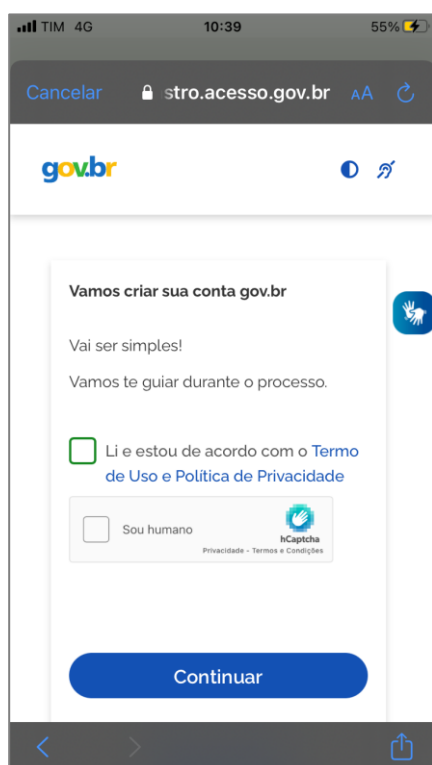 TIM 4G 10:39 55%
Cancelar stro.acesso.gov.br AA
gov.br
Vamos criar sua conta gov.br
Vai ser simples!
Vamos te guiar durante o processo.
Li e estou de acordo com o Termo
de Uso e Política de Privacidade
Sou humano
hCaptcha
Privacidade - Termos e Condições
Continuar